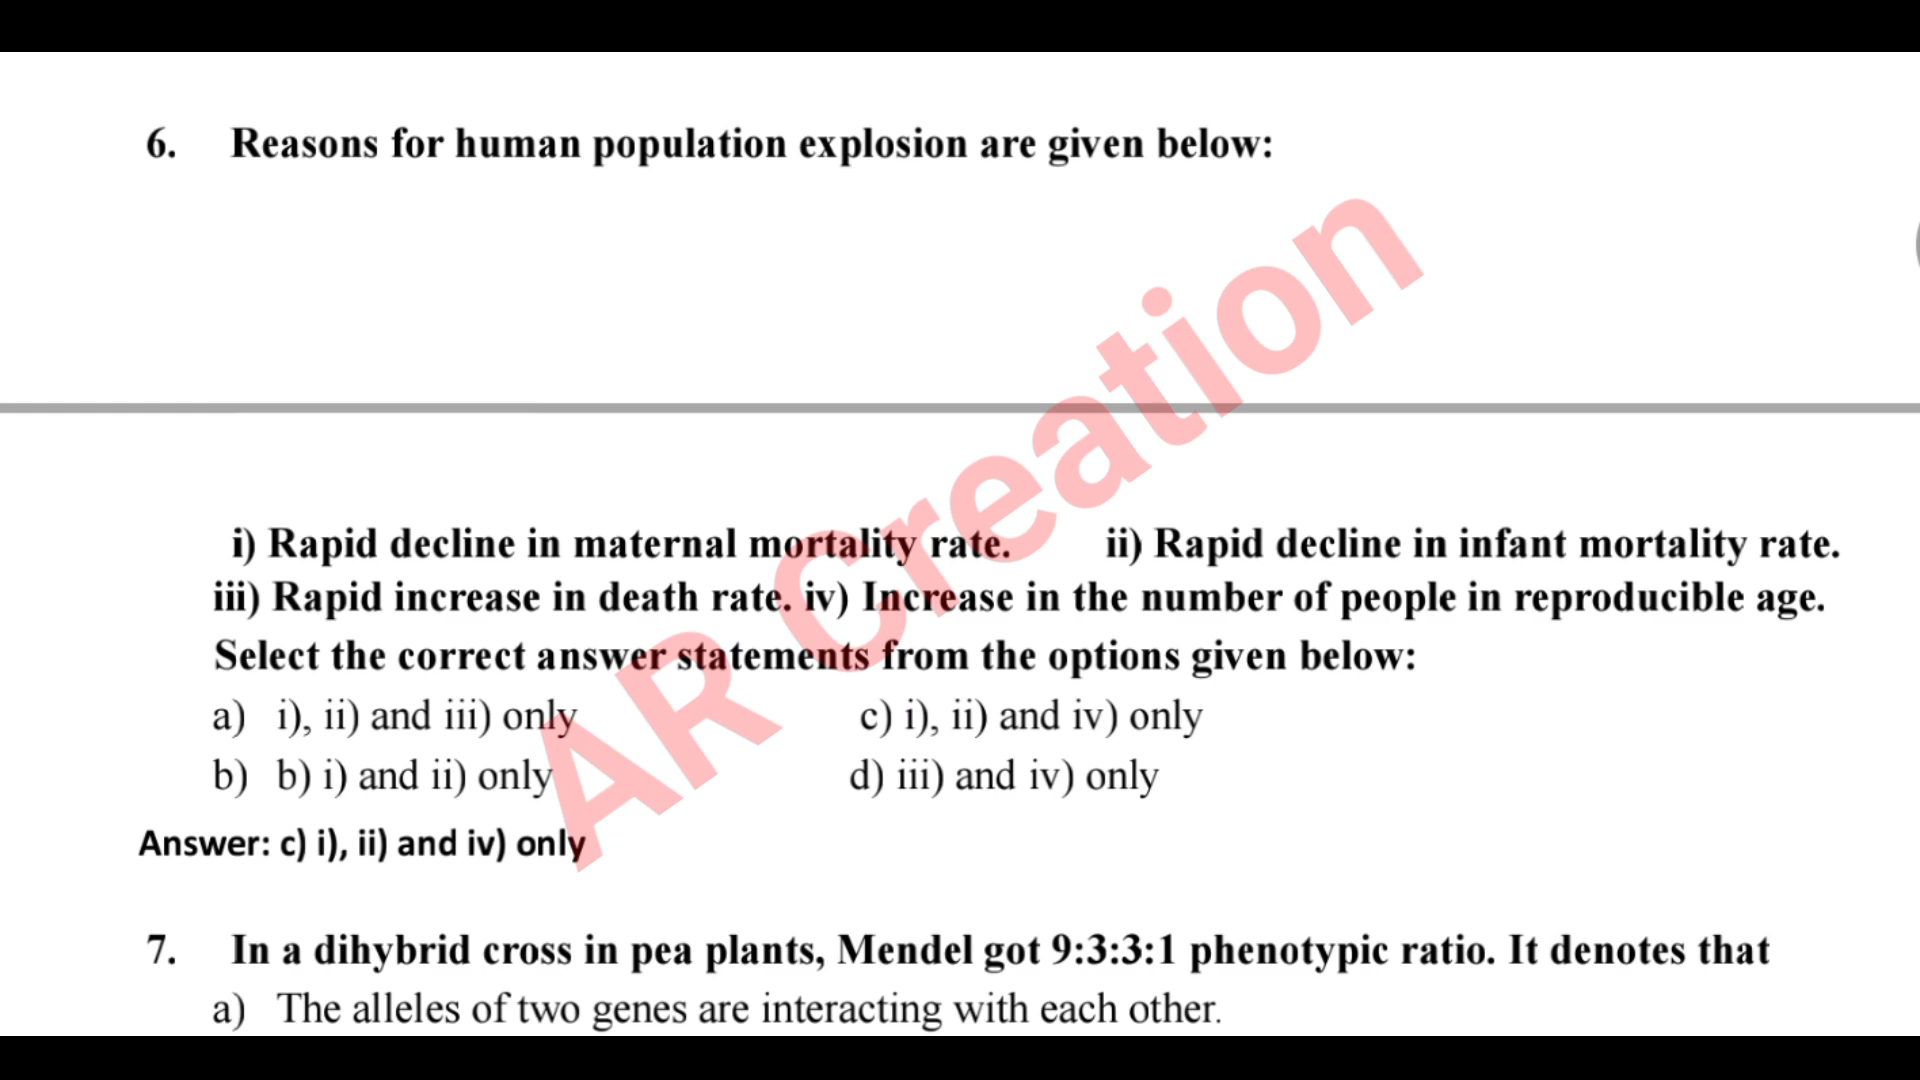 6. Reasons for human population explosion are given below:
i) Rapid decline in maternal mortality rate. ii) Rapid decline in infant mortality rate.
iii) Rapid increase in death rate. iv) Increase in the number of people in reproducible age.
Select the correct answer statements from the options given below:
a) i), ii) and iii) only c) i), ii) and iv) only
b) b) i) and ii) only d) iii) and iv) only
Answer: c) i), ii) and iv) only
7. In a dihybrid cross in pea plants, Mendel got 9:3:3:1 phenotypic ratio. It denotes that
a) The alleles of two genes are interacting with each other.
AR Creation